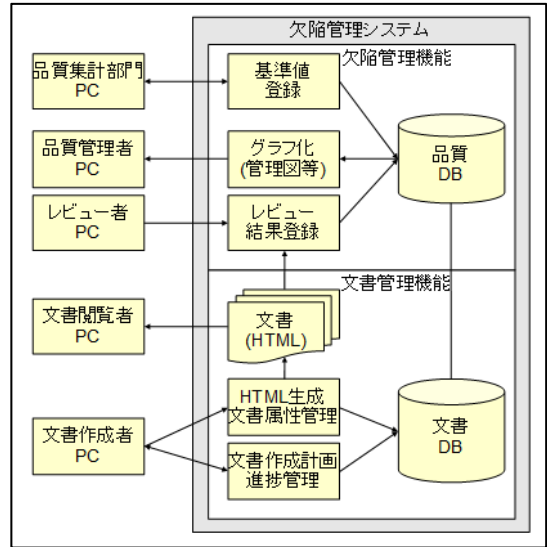 欠陥管理システム
欠陥管理機能
品質集計部門
PC
基準値
登録
品質管理者
PC
グラフ化
(管理図等)
品質
DB
レビュー者
PC
レビュー
結果登録
文書管理機能
文書閲覧者
PC
文書
(HTML)
HTML生成
文書属性管理
文書作成者
PC
文書
DB
文書作成計画
進捗管理